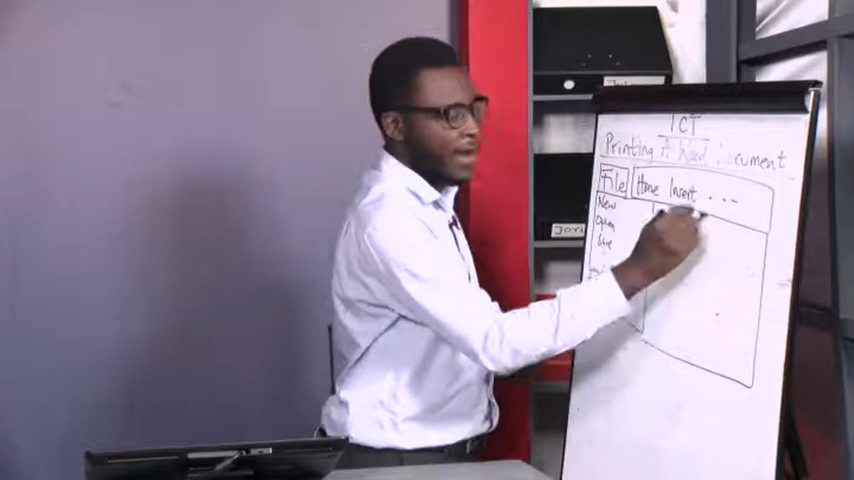 ICT
Printing A Word Document
File Home Insert ...
New
Open
Save